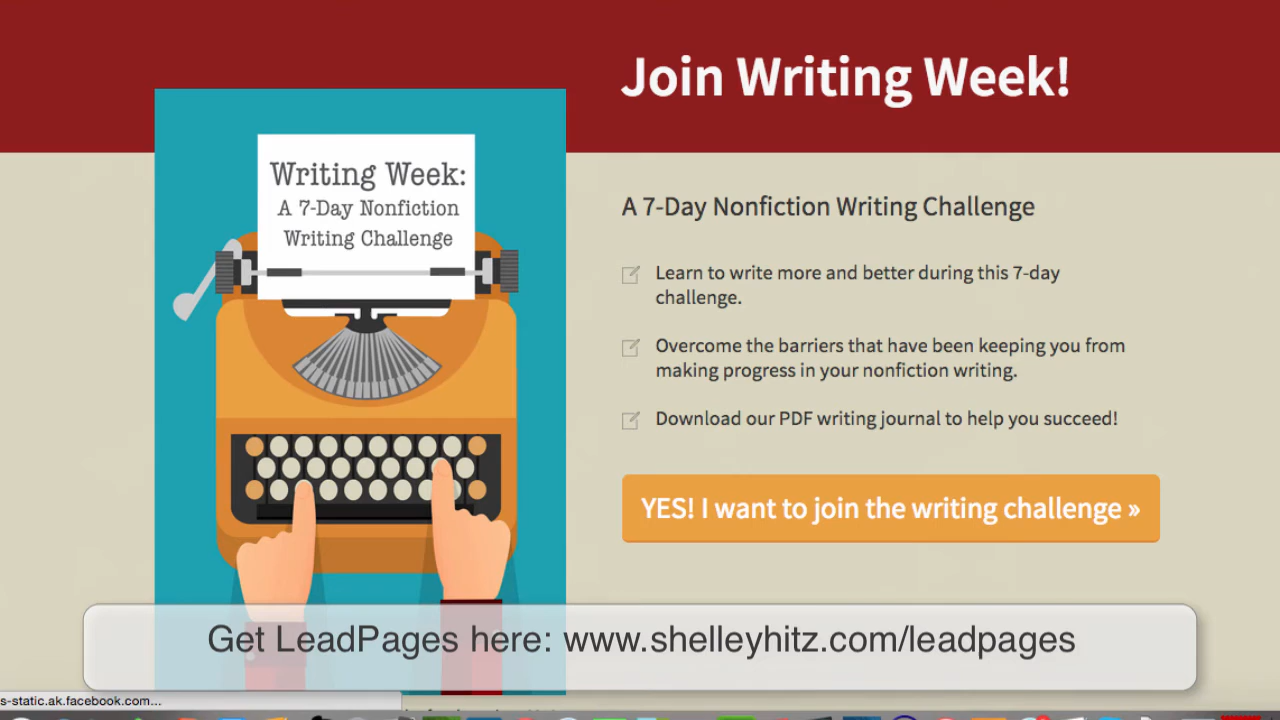 Join Writing Week!
Writing Week:
A 7-Day Nonfiction
Writing Challenge
A 7-Day Nonfiction Writing Challenge
Learn to write more and better during this 7-day
challenge.
Overcome the barriers that have been keeping you from
making progress in your nonfiction writing.
Download our PDF writing journal to help you succeed!
YES! I want to join the writing challenge »
Get LeadPages here: www.shelleyhitz.com/leadpages
s-static.ak.facebook.com...